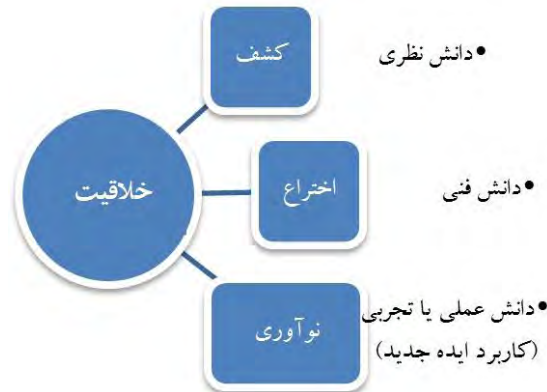 کشف
•دانش نظری
خلاقیت
اختراع
•دانش فنی
نوآوری
•دانش عملی یا تجربی
(کاربرد ایده جدید)